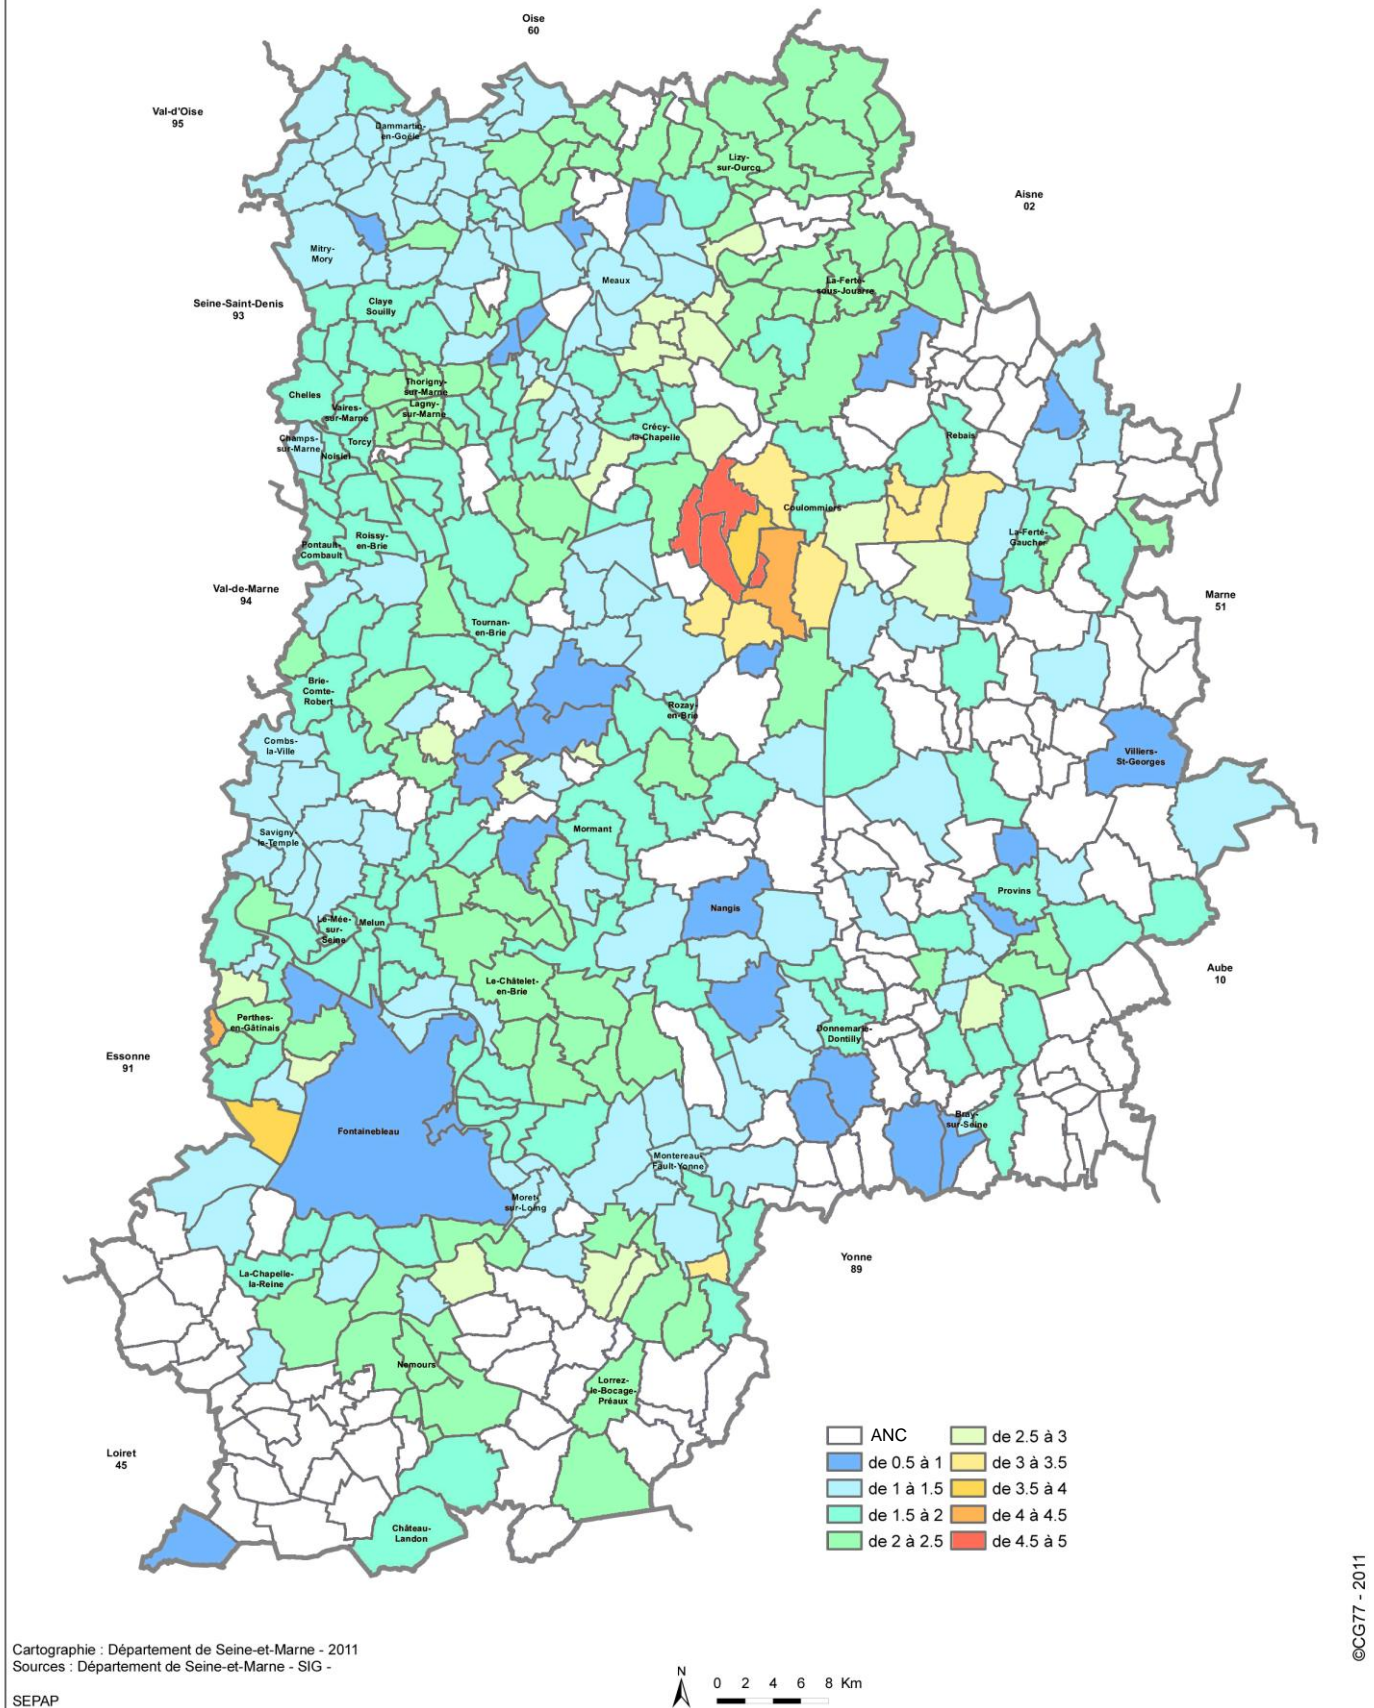 Oise
60
Val-d'Oise
95
Dammartin-
en-Goële
Lizy-
sur-Ourcq
Aisne
02
Mitry-
Mory
Meaux
La-Ferté-
sous-Jouarre
Seine-Saint-Denis
93
Claye
Souilly
Thorigny-
sur-Marne
Chelles
Lagny-
sur-Marne
Vaires-
sur-Marne
Crécy-
la-Chapelle
Rebais
Champs-
sur-Marne
Torcy
Noisiel
Coulommiers
Roissy-
en-Brie
Pontault-
Combault
La-Ferté-
Gaucher
Val-de-Marne
94
Marne
51
Tournan-
en-Brie
Brie-
Comte-
Robert
Rozay-
en-Brie
Combs-
la-Ville
Villiers-
St-Georges
Savigny-
le-Temple
Mormant
Provins
Nangis
Le-Mée-
sur-
Seine
Melun
Aube
10
Le-Châtelet-
en-Brie
Perthes-
en-Gâtinais
Donnemarie-
Dontilly
Essonne
91
Fontainebleau
Bray-
sur-Seine
Montereau-
Fault-Yonne
Moret-
sur-Loing
Yonne
89
La-Chapelle-
la-Reine
Nemours
Lorrez-
le-Bocage-
Préaux
Loiret
45
Château-
Landon
ANC
de 0.5 à 1
de 1 à 1.5
de 1.5 à 2
de 2 à 2.5
de 2.5 à 3
de 3 à 3.5
de 3.5 à 4
de 4 à 4.5
de 4.5 à 5
©CG77 - 2011
Cartographie : Département de Seine-et-Marne - 2011
Sources : Département de Seine-et-Marne - SIG -
SEPAP
N
0 2 4 6 8 Km